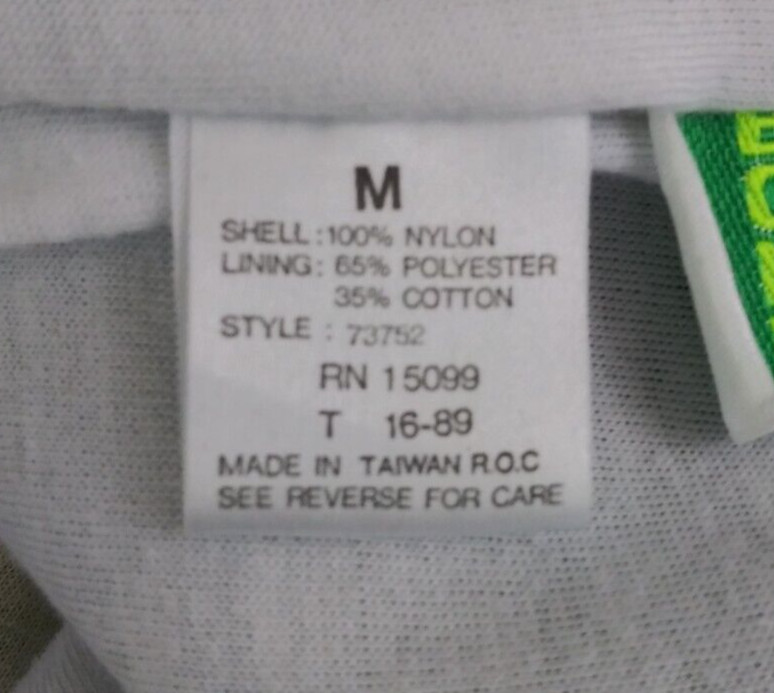 M
SHELL :100% NYLON
LINING: 65% POLYESTER
35% COTTON
STYLE : 73752
RN 15099
T 16-89
MADE IN TAIWAN R.O.C
SEE REVERSE FOR CARE